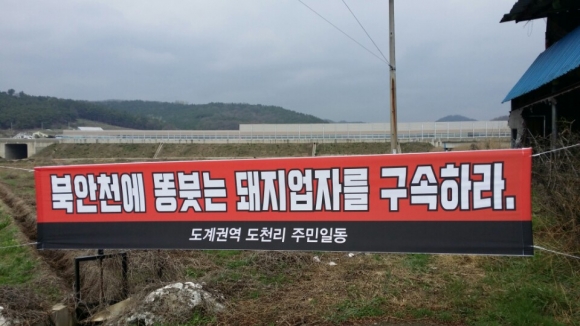 북안천에 똥붓는 돼지업자를 구속하라.
도계권역 도천리 주민일동